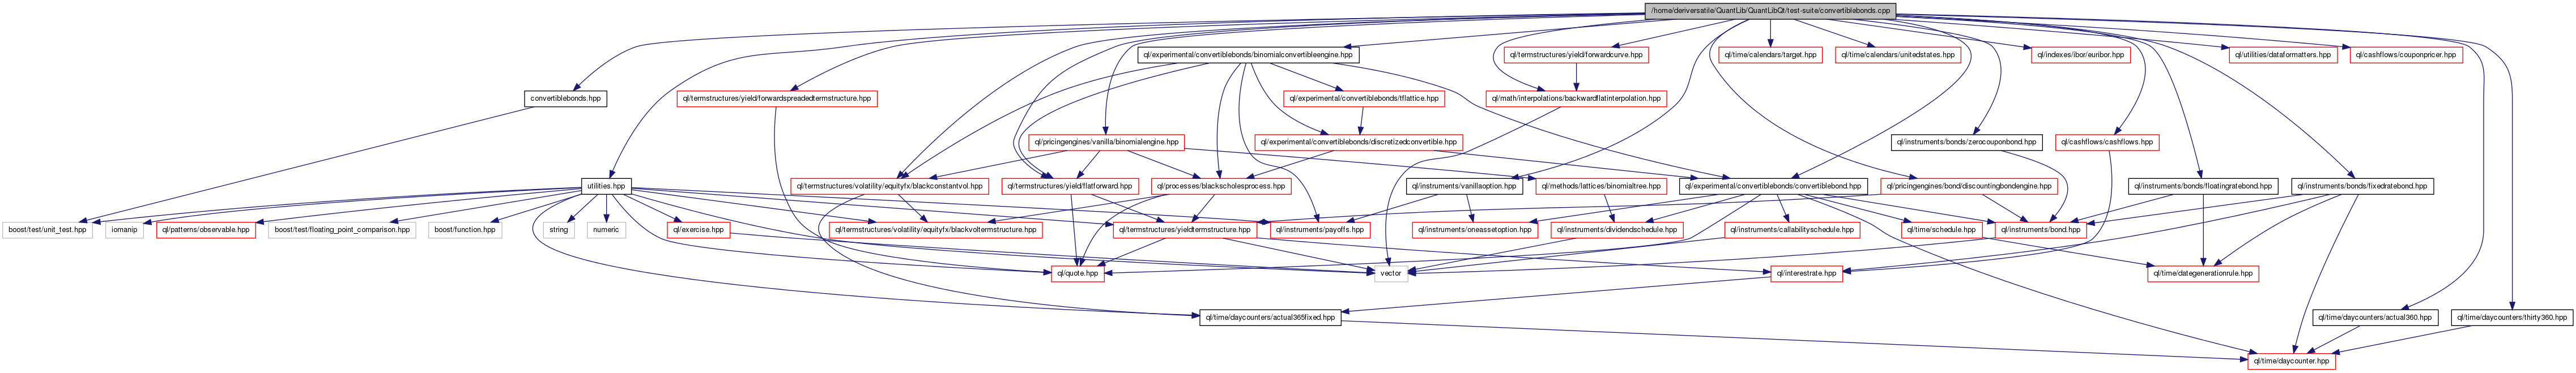 /home/deriversatile/QuantLib/QuantLibQt/test-suite/convertiblebonds.cpp
ql/experimental/convertiblebonds/binomialconvertibleengine.hpp
ql/termstructures/yield/forwardcurve.hpp
ql/time/calendars/target.hpp
ql/time/calendars/unitedstates.hpp
ql/indexes/ibor/euribor.hpp
ql/utilities/dataformatters.hpp
ql/cashflows/couponpricer.hpp
convertiblebonds.hpp
ql/termstructures/yield/forwardspreadedtermstructure.hpp
ql/experimental/convertiblebonds/tflattice.hpp
ql/math/interpolations/backwardflatinterpolation.hpp
ql/pricingengines/vanilla/binomialengine.hpp
ql/experimental/convertiblebonds/discretizedconvertible.hpp
ql/instruments/bonds/zerocouponbond.hpp
ql/cashflows/cashflows.hpp
utilities.hpp
ql/termstructures/volatility/equityfx/blackconstantvol.hpp
ql/termstructures/yield/flatforward.hpp
ql/processes/blackscholesprocess.hpp
ql/instruments/vanillaoption.hpp
ql/methods/lattices/binomialtree.hpp
ql/experimental/convertiblebonds/convertiblebond.hpp
ql/pricingengines/bond/discountingbondengine.hpp
ql/instruments/bonds/floatingratebond.hpp
ql/instruments/bonds/fixedratebond.hpp
boost/test/unit_test.hpp
iomanip
ql/patterns/observable.hpp
boost/test/floating_point_comparison.hpp
boost/function.hpp
string
numeric
ql/exercise.hpp
ql/termstructures/volatility/equityfx/blackvoltermstructure.hpp
ql/termstructures/yieldtermstructure.hpp
ql/instruments/payoffs.hpp
ql/instruments/oneassetoption.hpp
ql/instruments/dividendschedule.hpp
ql/instruments/callabilityschedule.hpp
ql/time/schedule.hpp
ql/instruments/bond.hpp
ql/quote.hpp
vector
ql/interestrate.hpp
ql/time/dategenerationrule.hpp
ql/time/daycounters/actual365fixed.hpp
ql/time/daycounters/actual360.hpp
ql/time/daycounters/thirty360.hpp
ql/time/daycounter.hpp